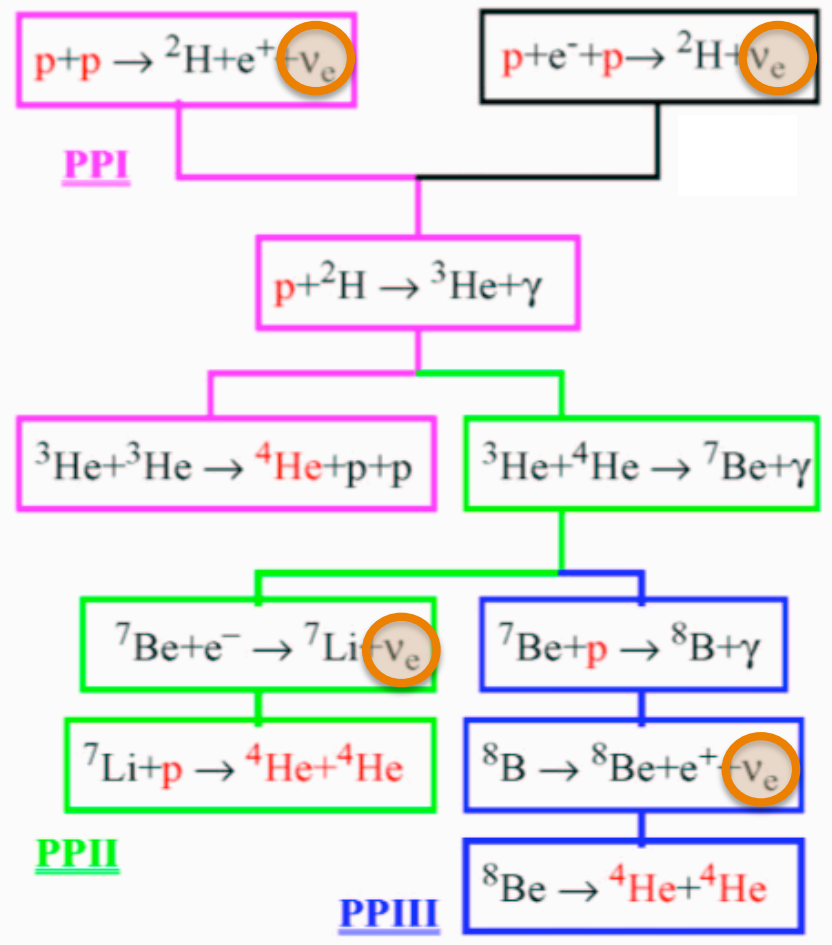 p+p → ²H+e⁺+νₑ
p+e⁻+p→ ²H+νₑ
PPI
p+²H → ³He+γ
³He+³He → ⁴He+p+p
³He+⁴He → ⁷Be+γ
⁷Be+e⁻ → ⁷Li+νₑ
⁷Be+p → ⁸B+γ
⁷Li+p → ⁴He+⁴He
⁸B → ⁸Be+e⁺+νₑ
PPII
⁸Be → ⁴He+⁴He
PPIII